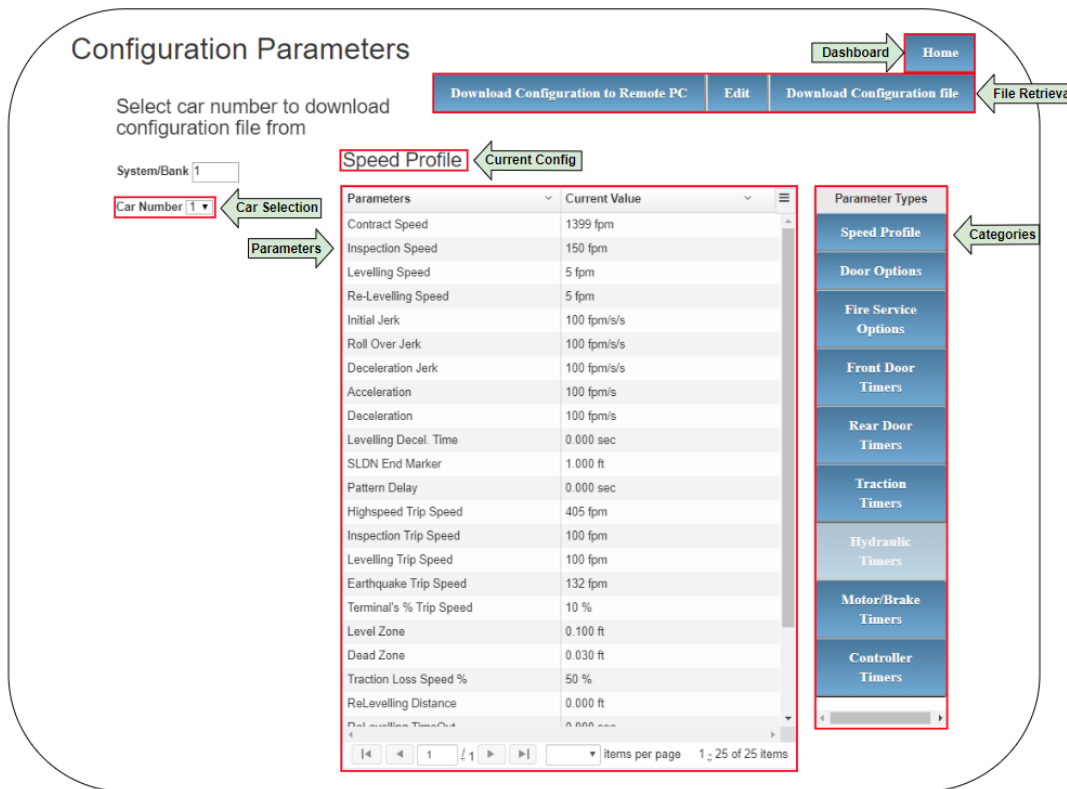 Configuration Parameters
Dashboard
Home
Download Configuration to Remote PC
Edit
Download Configuration file
File Retrieva
Select car number to download
configuration file from
System/Bank 1
Car Number 1
Car Selection
Speed Profile
Current Config
Parameters
Parameters Current Value
Contract Speed 1399 fpm
Inspection Speed 150 fpm
Levelling Speed 5 fpm
Re-Levelling Speed 5 fpm
Initial Jerk 100 fpm/s/s
Roll Over Jerk 100 fpm/s/s
Deceleration Jerk 100 fpm/s/s
Acceleration 100 fpm/s
Deceleration 100 fpm/s
Levelling Decel. Time 0.000 sec
SLDN End Marker 1.000 ft
Pattern Delay 0.000 sec
Highspeed Trip Speed 405 fpm
Inspection Trip Speed 100 fpm
Levelling Trip Speed 100 fpm
Earthquake Trip Speed 132 fpm
Terminal's % Trip Speed 10 %
Level Zone 0.100 ft
Dead Zone 0.030 ft
Traction Loss Speed % 50 %
ReLevelling Distance 0.000 ft
ReLevelling TimeOut 0.000 sec
1 / 1 items per page 1 - 25 of 25 items
Parameter Types
Speed Profile
Categories
Door Options
Fire Service
Options
Front Door
Timers
Rear Door
Timers
Traction
Timers
Hydraulic
Timers
Motor/Brake
Timers
Controller
Timers